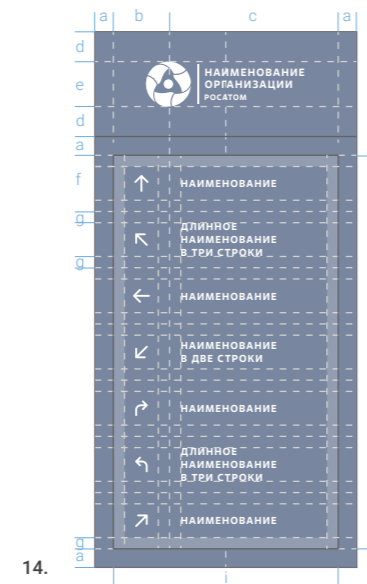 a b c a
d
e
d
a
f
g
g
g
a
НАИМЕНОВАНИЕ
ОРГАНИЗАЦИИ
РОСАТОМ
НАИМЕНОВАНИЕ
ДЛИННОЕ
НАИМЕНОВАНИЕ
В ТРИ СТРОКИ
НАИМЕНОВАНИЕ
НАИМЕНОВАНИЕ
В ДВЕ СТРОКИ
НАИМЕНОВАНИЕ
ДЛИННОЕ
НАИМЕНОВАНИЕ
В ТРИ СТРОКИ
НАИМЕНОВАНИЕ
14.
i